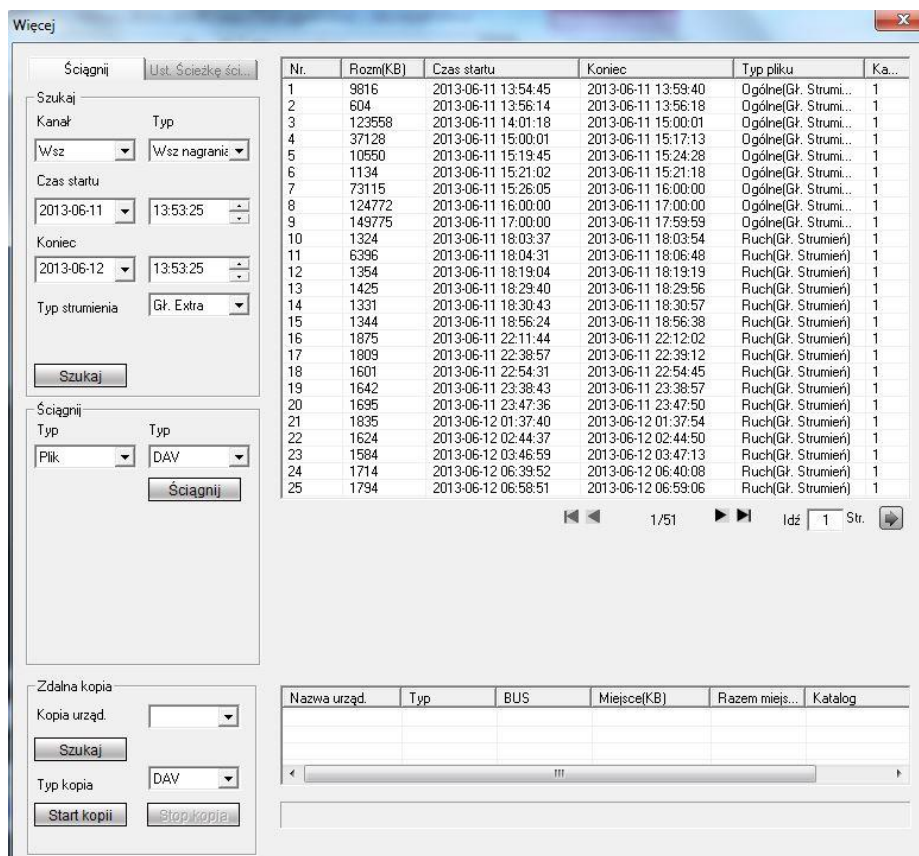 Więcej
Ściągnij Ust. Ścieżkę ści...
Szukaj
Kanał Typ
Wsz Wsz nagranie
Czas startu
2013-06-11 13:53:25
Koniec
2013-06-12 13:53:25
Typ strumienia Gł. Extra
Szukaj
Ściągnij
Typ Typ
Plik DAV
Ściągnij
Nr. Rozm(KB) Czas startu Koniec Typ pliku Ka...
1 9816 2013-06-11 13:54:45 2013-06-11 13:59:40 Ogólne(Gł. Strumi... 1
2 604 2013-06-11 13:56:14 2013-06-11 13:56:18 Ogólne(Gł. Strumi... 1
3 123558 2013-06-11 14:01:18 2013-06-11 15:00:01 Ogólne(Gł. Strumi... 1
4 37128 2013-06-11 15:00:01 2013-06-11 15:17:13 Ogólne(Gł. Strumi... 1
5 10550 2013-06-11 15:19:45 2013-06-11 15:24:28 Ogólne(Gł. Strumi... 1
6 1134 2013-06-11 15:21:02 2013-06-11 15:21:18 Ogólne(Gł. Strumi... 1
7 73115 2013-06-11 15:26:05 2013-06-11 16:00:00 Ogólne(Gł. Strumi... 1
8 124772 2013-06-11 16:00:00 2013-06-11 17:00:00 Ogólne(Gł. Strumi... 1
9 149775 2013-06-11 17:00:00 2013-06-11 17:59:59 Ogólne(Gł. Strumi... 1
10 1324 2013-06-11 18:03:37 2013-06-11 18:03:54 Ruch(Gł. Strumień) 1
11 6396 2013-06-11 18:04:31 2013-06-11 18:06:48 Ruch(Gł. Strumień) 1
12 1354 2013-06-11 18:19:04 2013-06-11 18:19:19 Ruch(Gł. Strumień) 1
13 1425 2013-06-11 18:29:40 2013-06-11 18:29:56 Ruch(Gł. Strumień) 1
14 1331 2013-06-11 18:30:43 2013-06-11 18:30:57 Ruch(Gł. Strumień) 1
15 1344 2013-06-11 18:56:24 2013-06-11 18:56:38 Ruch(Gł. Strumień) 1
16 1875 2013-06-11 22:11:44 2013-06-11 22:12:02 Ruch(Gł. Strumień) 1
17 1809 2013-06-11 22:38:57 2013-06-11 22:39:12 Ruch(Gł. Strumień) 1
18 1601 2013-06-11 22:54:31 2013-06-11 22:54:45 Ruch(Gł. Strumień) 1
19 1642 2013-06-11 23:38:43 2013-06-11 23:38:57 Ruch(Gł. Strumień) 1
20 1695 2013-06-11 23:47:36 2013-06-11 23:47:50 Ruch(Gł. Strumień) 1
21 1835 2013-06-12 01:37:40 2013-06-12 01:37:54 Ruch(Gł. Strumień) 1
22 1624 2013-06-12 02:44:37 2013-06-12 02:44:50 Ruch(Gł. Strumień) 1
23 1584 2013-06-12 03:46:59 2013-06-12 03:47:13 Ruch(Gł. Strumień) 1
24 1714 2013-06-12 06:39:52 2013-06-12 06:40:08 Ruch(Gł. Strumień) 1
25 1794 2013-06-12 06:58:51 2013-06-12 06:59:06 Ruch(Gł. Strumień) 1
1/51 Idź 1 Str.
Zdalna kopia
Kopia urząd.
Szukaj
Typ kopia DAV
Start kopii Stop kopia
Nazwa urząd. Typ BUS Miejsce(KB) Razem miejs... Katalog